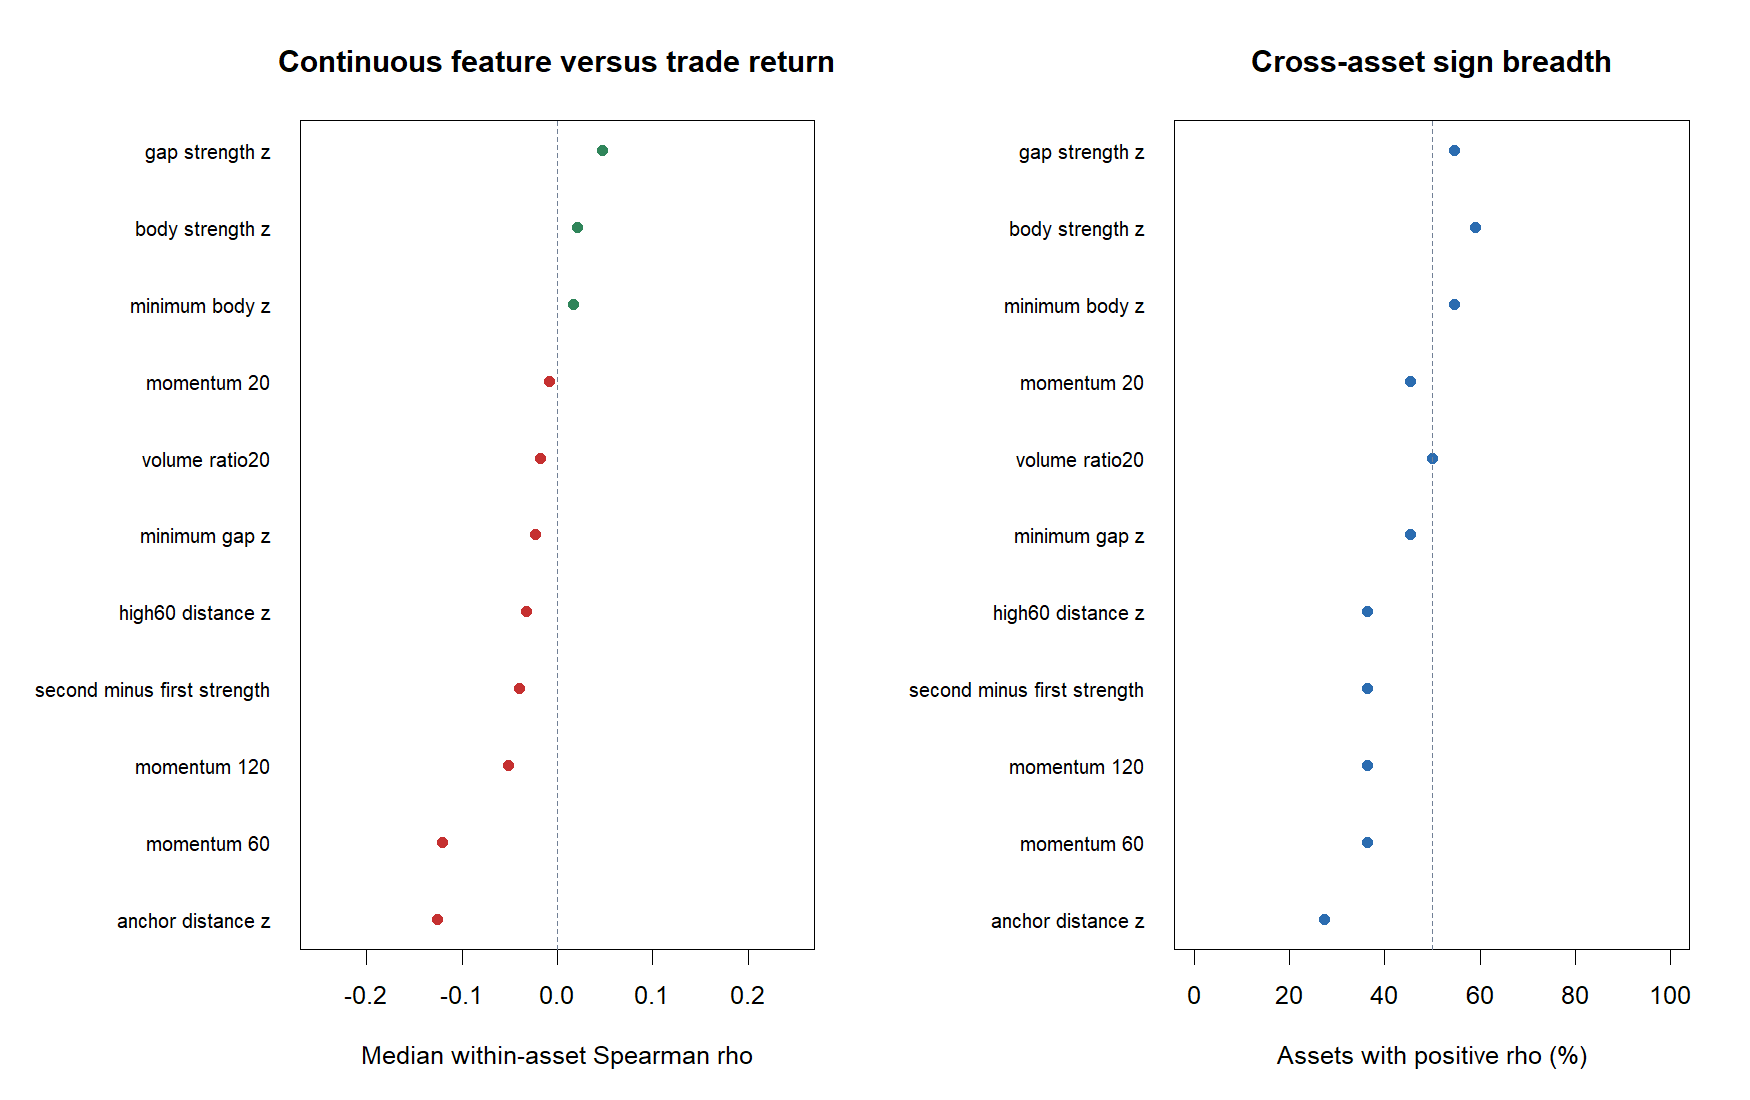 Continuous feature versus trade return
gap strength z
body strength z
minimum body z
momentum 20
volume ratio20
minimum gap z
high60 distance z
second minus first strength
momentum 120
momentum 60
anchor distance z
-0.2 -0.1 0.0 0.1 0.2
Median within-asset Spearman rho
Cross-asset sign breadth
gap strength z
body strength z
minimum body z
momentum 20
volume ratio20
minimum gap z
high60 distance z
second minus first strength
momentum 120
momentum 60
anchor distance z
0 20 40 60 80 100
Assets with positive rho (%)